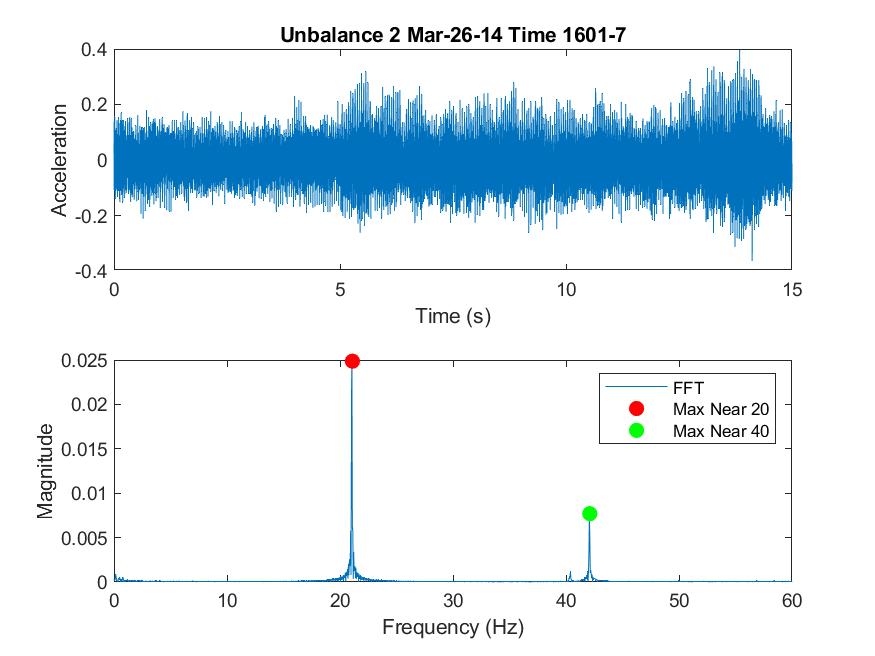 Unbalance 2 Mar-26-14 Time 1601-7
0.4
0.2
0
-0.2
-0.4
Acceleration
0 5 10 15
Time (s)
0.025
0.02
0.015
0.01
0.005
0
Magnitude
FFT
Max Near 20
Max Near 40
0 10 20 30 40 50 60
Frequency (Hz)